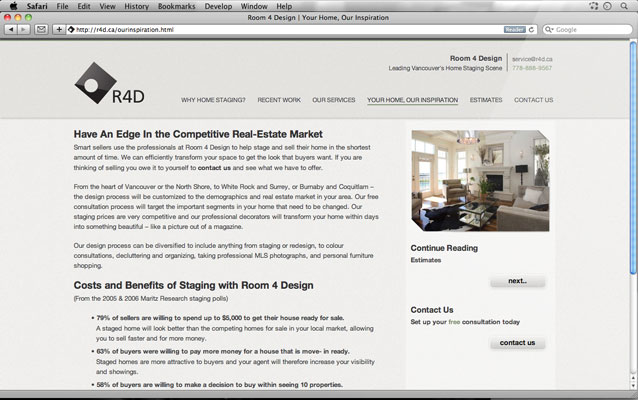 Safari File Edit View History Bookmarks Develop Window Help
Room 4 Design | Your Home, Our Inspiration
http://r4d.ca/ourinspiration.html
Reader
Google
Room 4 Design
service@r4d.ca
Leading Vancouver's Home Staging Scene
778-888-9567
R4D
WHY HOME STAGING? RECENT WORK OUR SERVICES YOUR HOME, OUR INSPIRATION ESTIMATES CONTACT US
Have An Edge In the Competitive Real-Estate Market
Smart sellers use the professionals at Room 4 Design to help stage and sell their home in the shortest
amount of time. We can efficiently transform your space to get the look that buyers want. If you are
thinking of selling you owe it to yourself to contact us and see what we have to offer.
From the heart of Vancouver or the North Shore, to White Rock and Surrey, or Burnaby and Coquitlam –
the design process will be customized to the demographics and real estate market in your area. Our free
consultation process will target the important segments in your home that need to be changed. Our
staging prices are very competitive and our professional decorators will transform your home within days
into something beautiful – like a picture out of a magazine.
Our design process can be diversified to include anything from staging or redesign, to colour
consultations, decluttering and organizing, taking professional MLS photographs, and personal furniture
shopping.
Costs and Benefits of Staging with Room 4 Design
(From the 2005 & 2006 Maritz Research staging polls)
• 79% of sellers are willing to spend up to $5,000 to get their house ready for sale.
A staged home will look better than the competing homes for sale in your local market, allowing
you to sell faster and for more money.
• 63% of buyers were willing to pay more money for a house that is move- in ready.
Staged homes are more attractive to buyers and your agent will therefore increase your visibility
and showings.
• 58% of buyers are willing to make a decision to buy within seeing 10 properties.
Continue Reading
Estimates
next..
Contact Us
Set up your free consultation today
contact us